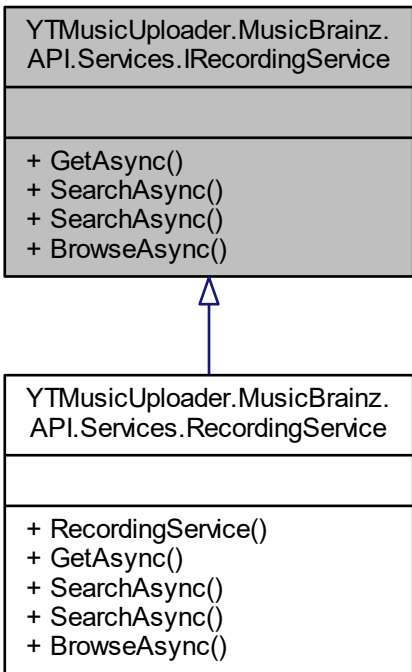 YTMusicUploader.MusicBrainz.
API.Services.IRecordingService
+ GetAsync()
+ SearchAsync()
+ SearchAsync()
+ BrowseAsync()
YTMusicUploader.MusicBrainz.
API.Services.RecordingService
+ RecordingService()
+ GetAsync()
+ SearchAsync()
+ SearchAsync()
+ BrowseAsync()